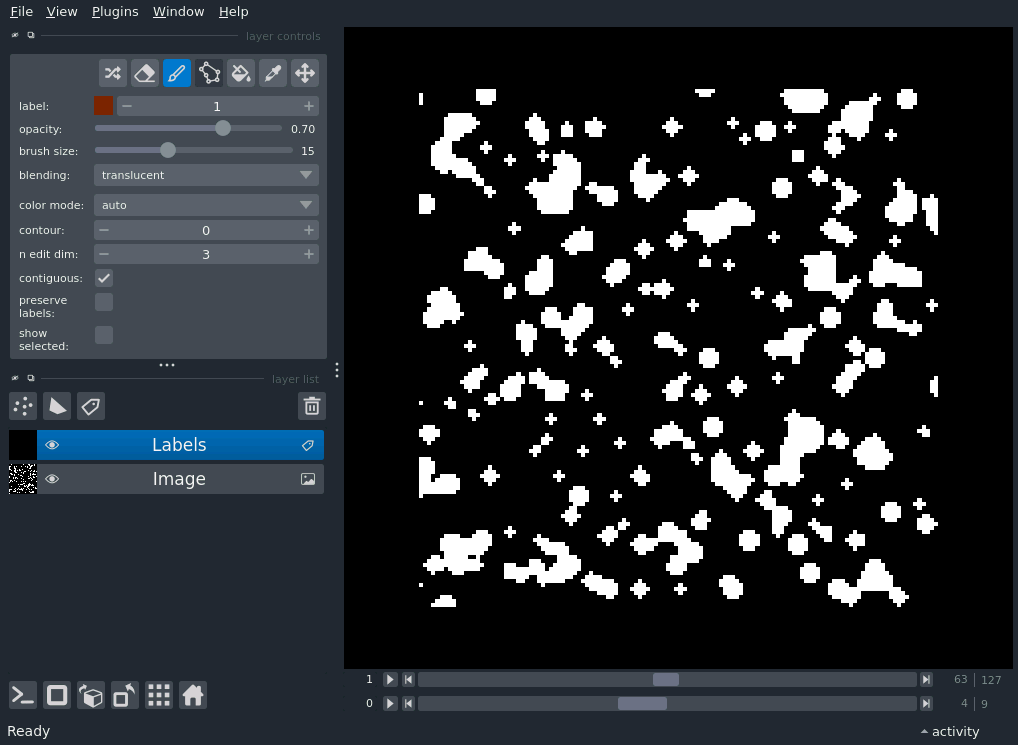 File View Plugins Window Help
layer controls
label: 1
opacity: 0.70
brush size: 15
blending: translucent
color mode: auto
contour: 0
n edit dim: 3
contiguous:
preserve
labels:
show
selected:
layer list
Labels
Image
1 63 127
0 4 9
Ready activity